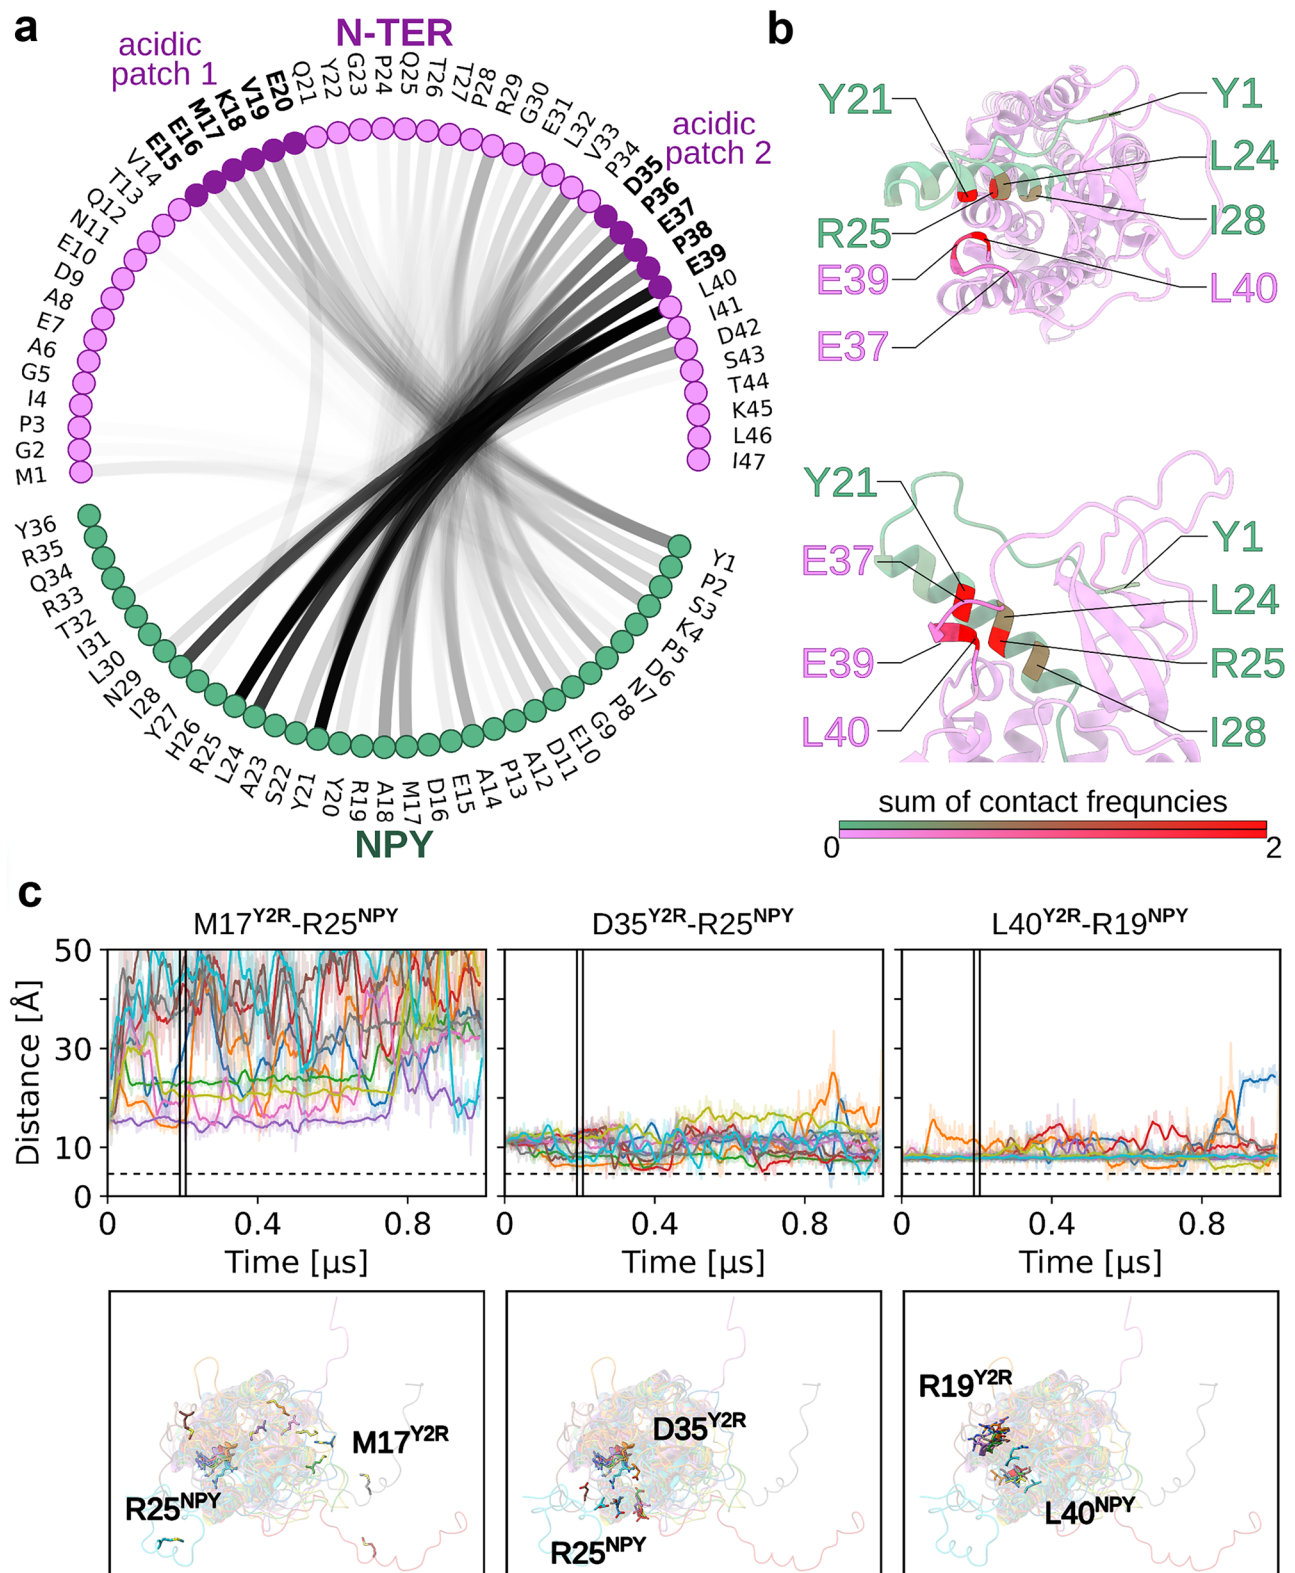 a
N-TER
acidic
patch 1
acidic
patch 2
M1
G2
P3
I4
G5
A6
E7
A8
D9
E10
N11
Q12
T13
V14
E15
E16
M17
K18
V19
E20
Q21
Y22
G23
P24
Q25
T26
T27
P28
R29
G30
E31
L32
V33
P34
D35
P36
E37
P38
E39
L40
I41
D42
S43
T44
K45
L46
I47
Y36
R35
Q34
R33
T32
I31
L30
N29
I28
Y27
H26
R25
L24
A23
S22
Y21
Y20
R19
A18
M17
D16
E15
A14
P13
A12
D11
E10
G9
P8
N7
D6
P5
K4
S3
P2
Y1
NPY
b
Y21
Y1
L24
R25
I28
E39
L40
E37
Y21
E37
Y1
L24
E39
R25
L40
I28
sum of contact frequncies
0
2
c
M17Y2R-R25NPY
D35Y2R-R25NPY
L40Y2R-R19NPY
Distance [Å]
50
30
10
0
0 0.4 0.8
0 0.4 0.8
0 0.4 0.8
Time [µs]
Time [µs]
Time [µs]
M17Y2R
R25NPY
D35Y2R
R25NPY
R19Y2R
L40NPY